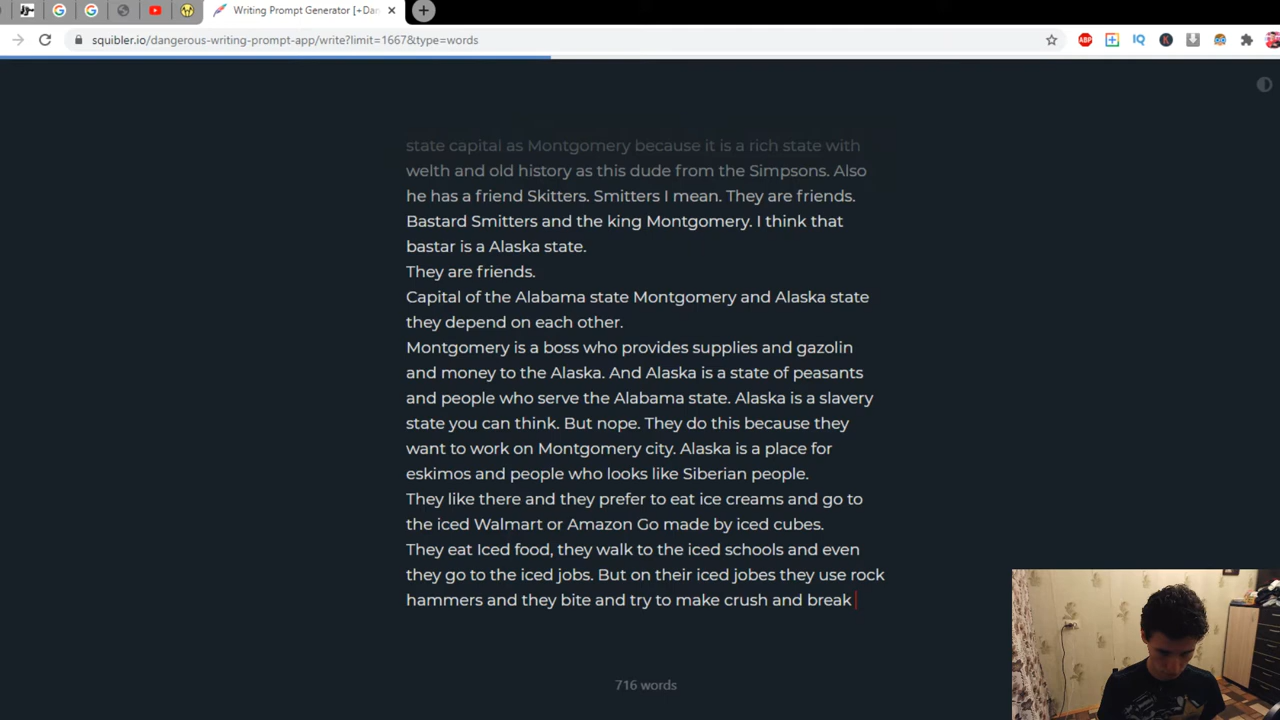 Writing Prompt Generator [+Dan
squibler.io/dangerous-writing-prompt-app/write?limit=1667&type=words
ABP
IQ
K
state capital as Montgomery because it is a rich state with
welth and old history as this dude from the Simpsons. Also
he has a friend Skitters. Smitters I mean. They are friends.
Bastard Smitters and the king Montgomery. I think that
bastar is a Alaska state.
They are friends.
Capital of the Alabama state Montgomery and Alaska state
they depend on each other.
Montgomery is a boss who provides supplies and gazolin
and money to the Alaska. And Alaska is a state of peasants
and people who serve the Alabama state. Alaska is a slavery
state you can think. But nope. They do this because they
want to work on Montgomery city. Alaska is a place for
eskimos and people who looks like Siberian people.
They like there and they prefer to eat ice creams and go to
the iced Walmart or Amazon Go made by iced cubes.
They eat Iced food, they walk to the iced schools and even
they go to the iced jobs. But on their iced jobes they use rock
hammers and they bite and try to make crush and break
716 words